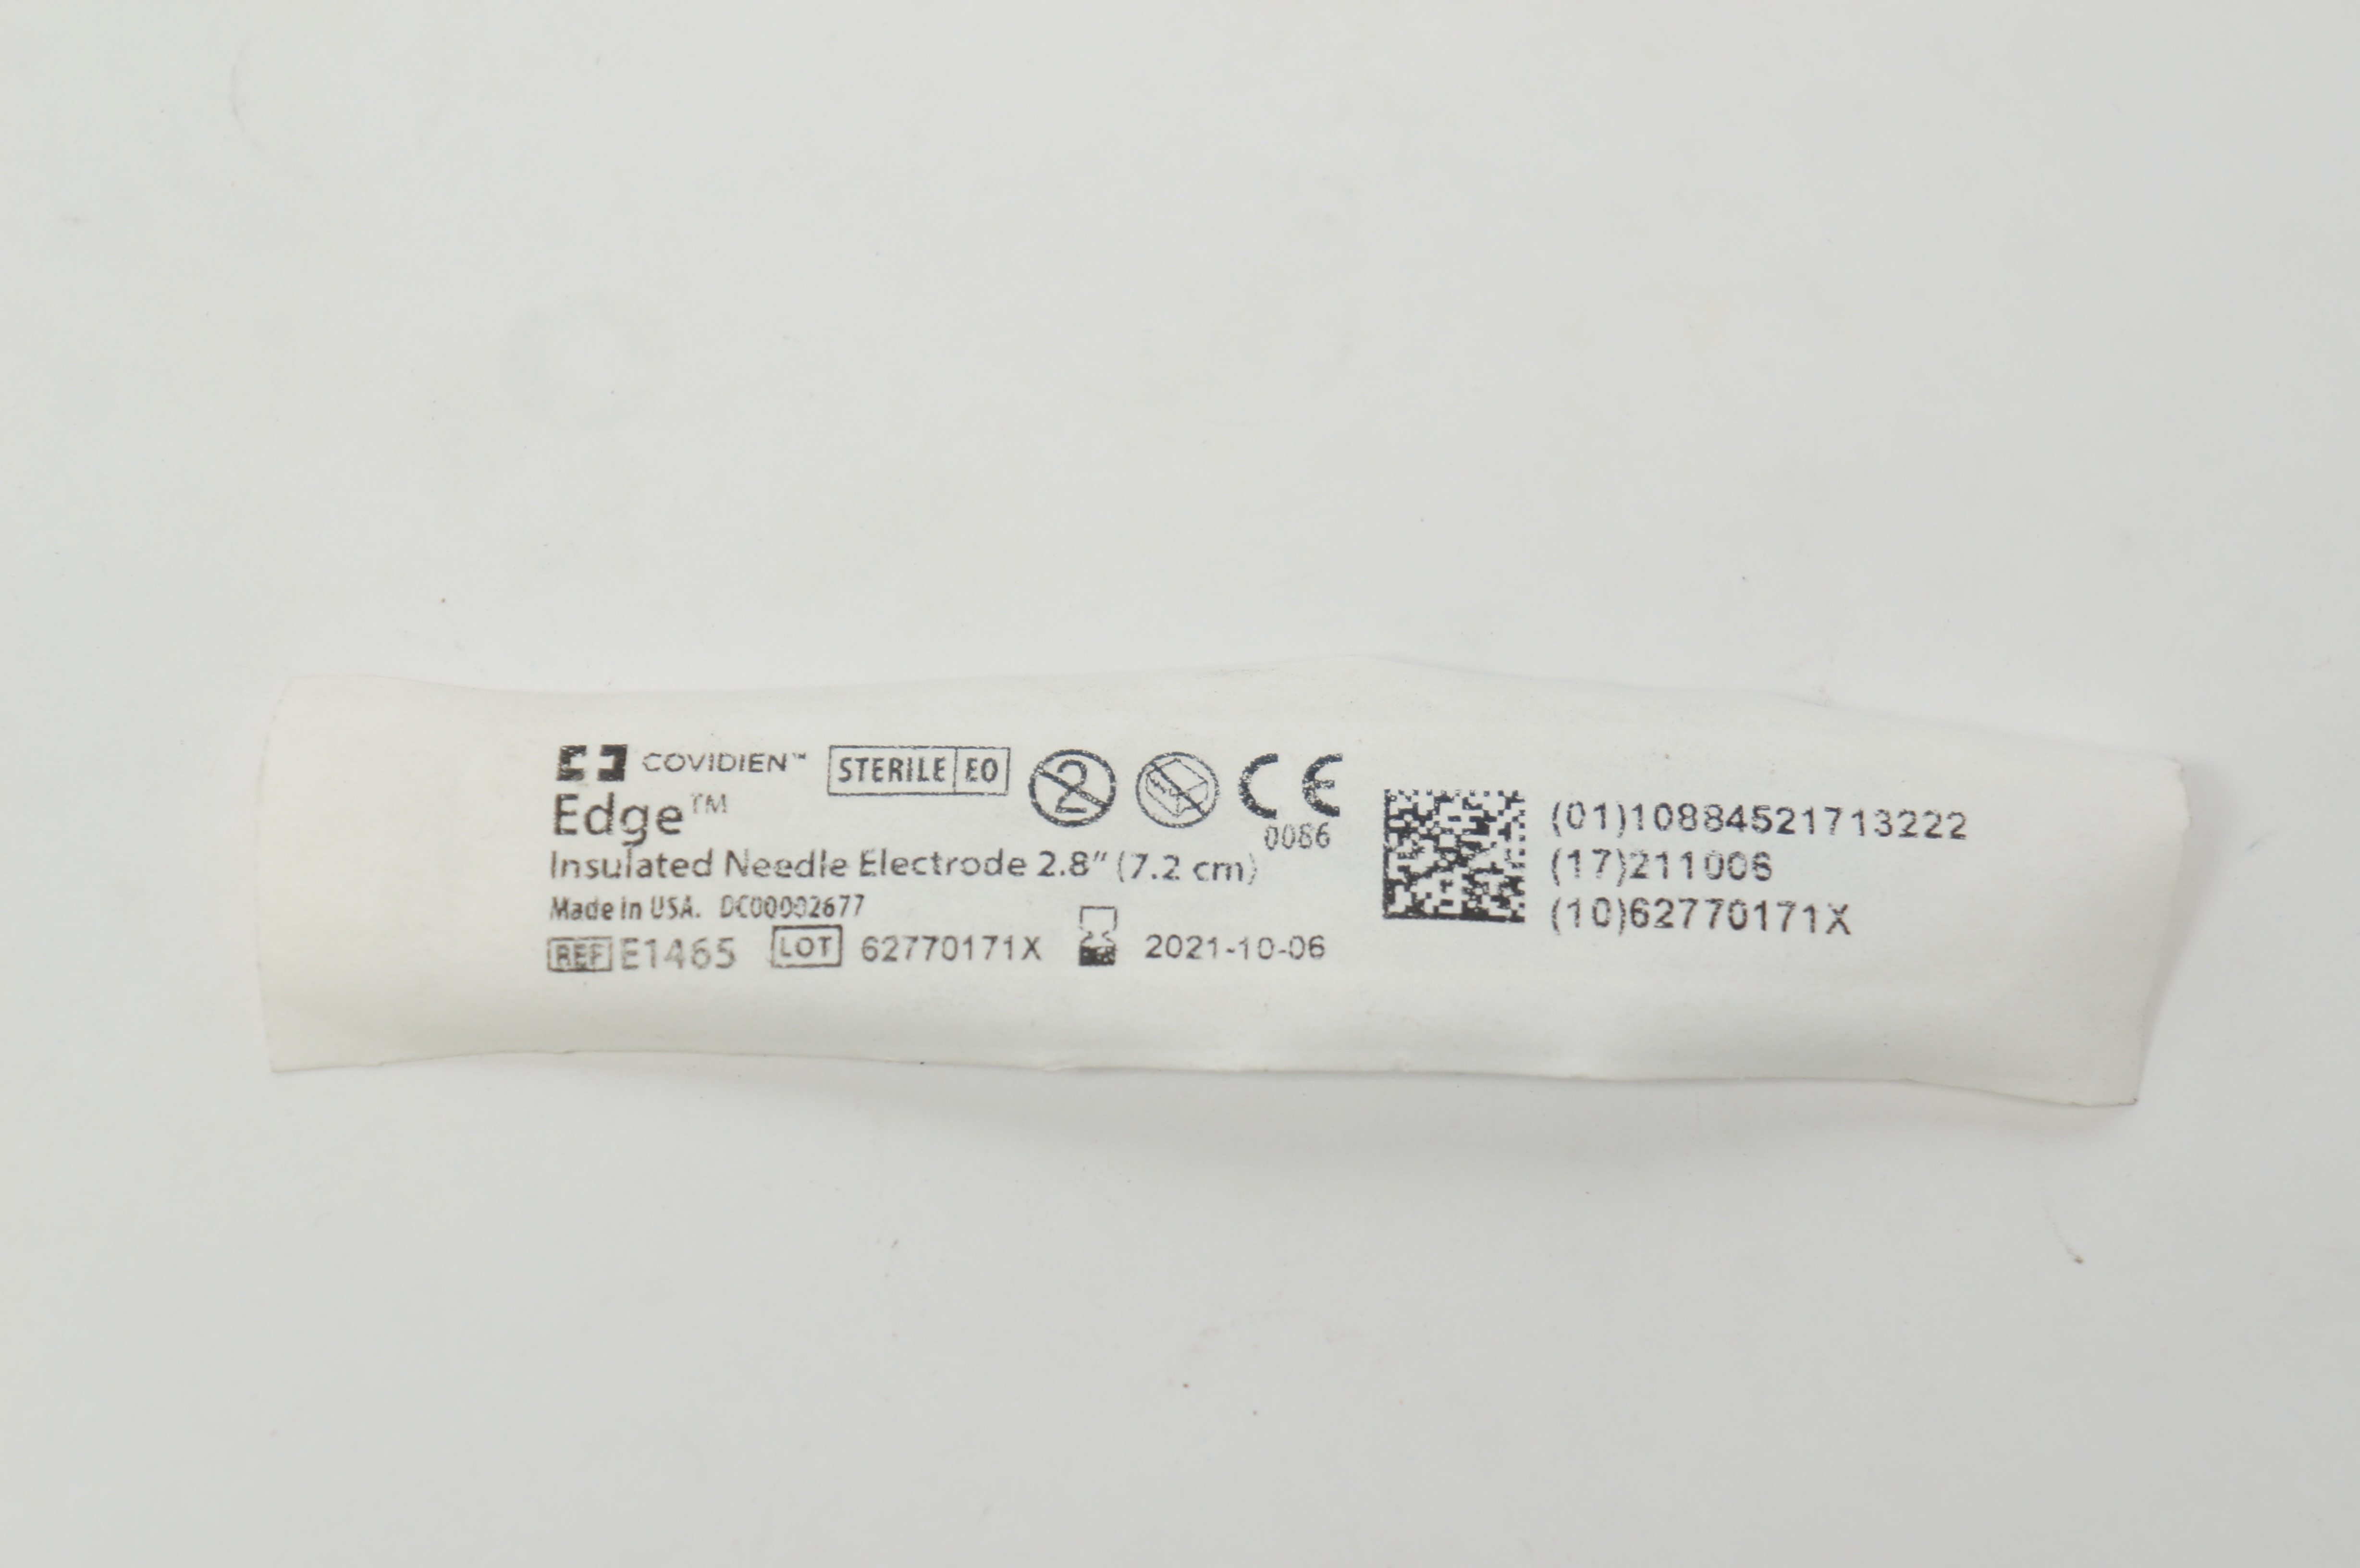 COVIDIEN™ STERILE EO
Edge™
0086
Insulated Needle Electrode 2.8" (7.2 cm)
Made in USA. DC00002677
REF E1465 LOT 62770171X 2021-10-06
(01)10884521713222
(17)211006
(10)62770171X